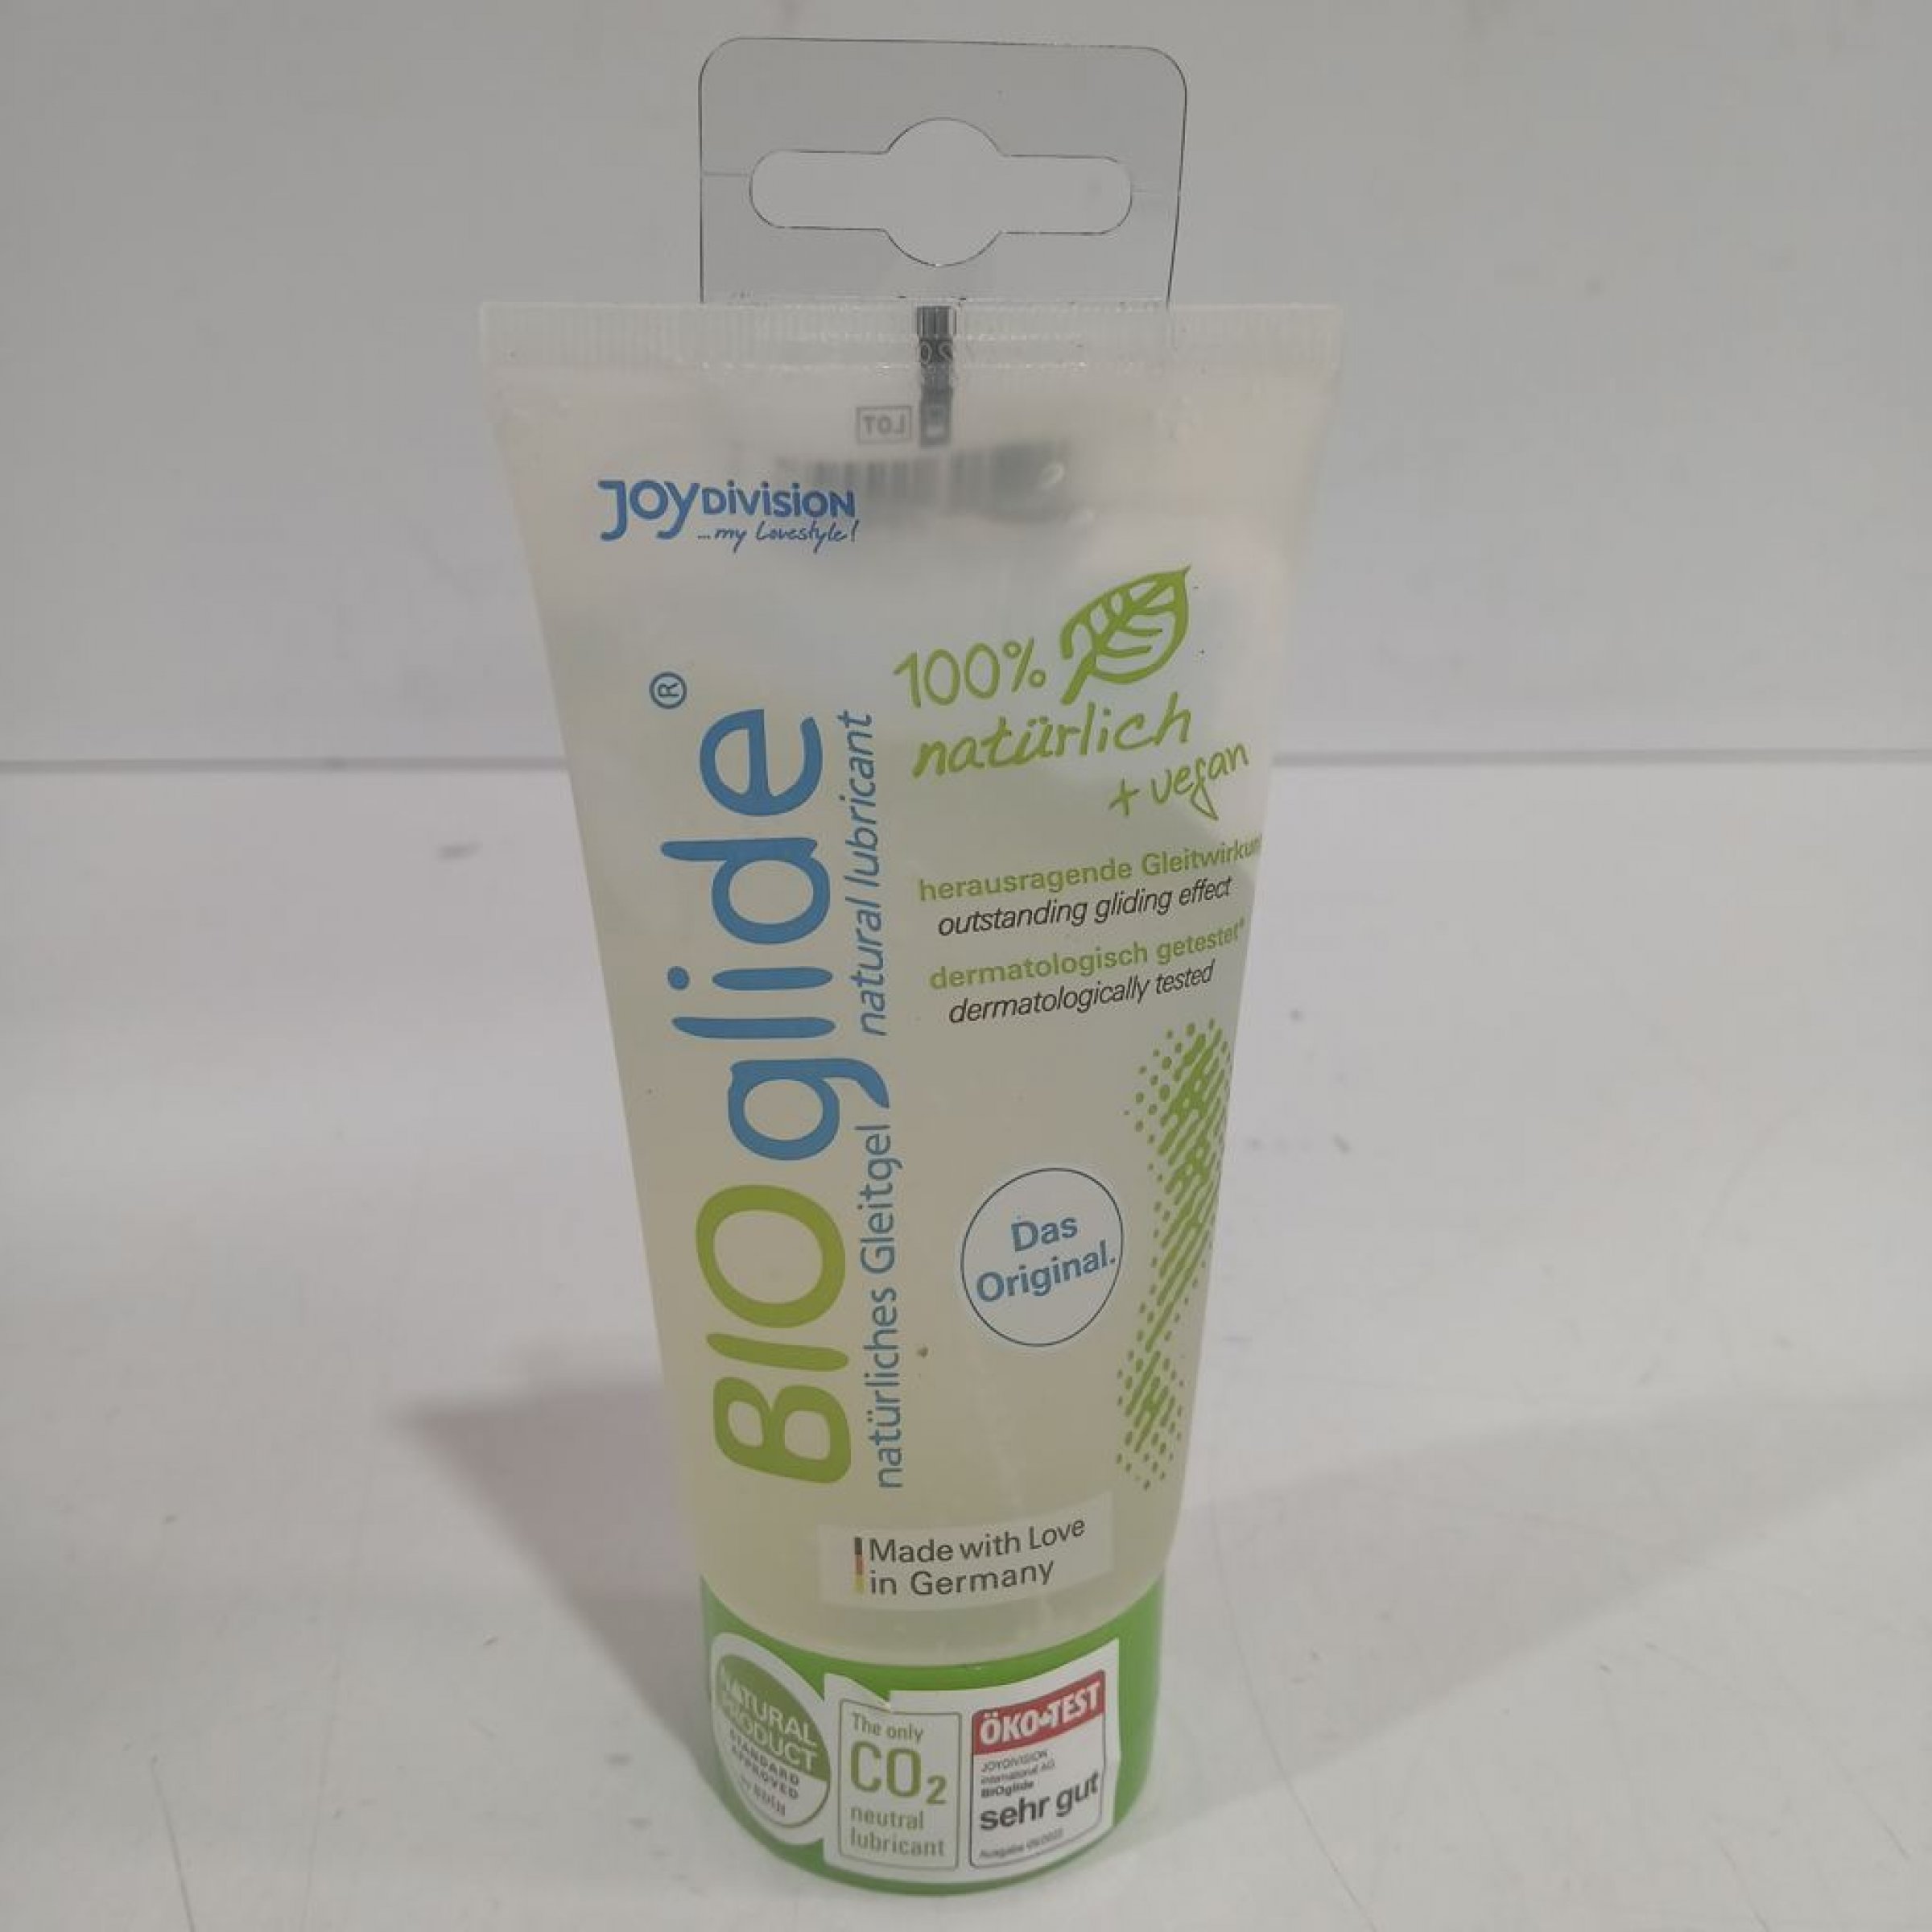 JOYDIVISION
...my Lovestyle!
100%
natürlich
+ vegan
herausragende
outstanding gliding effect
dermatologisch getestet*
dermatologically tested
BIOglide®
natürliches Gleitgel natural lubricant
Das
Original.
Made with Love
in Germany
NATURAL
PRODUCT
STANDARD
APPROVED
The only
CO2
neutral
lubricant
ÖKO-TEST
JOYDIVISION
international AG
BIOglide
sehr gut
LOT